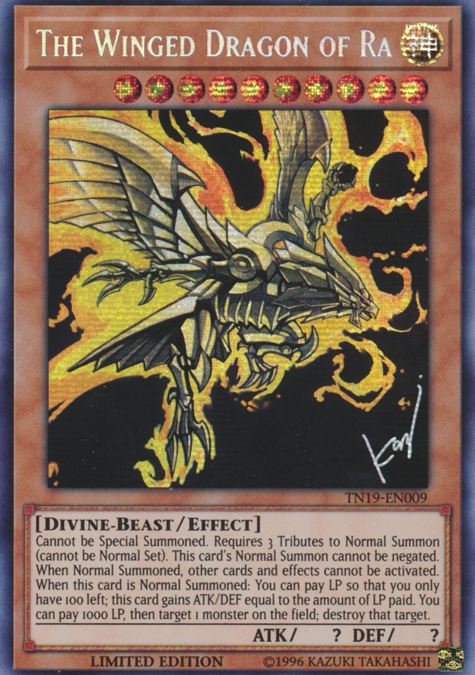 THE WINGED DRAGON OF RA 神
TN19-EN009
[DIVINE-BEAST/EFFECT]
Cannot be Special Summoned. Requires 3 Tributes to Normal Summon
(cannot be Normal Set). This card's Normal Summon cannot be negated.
When Normal Summoned, other cards and effects cannot be activated.
When this card is Normal Summoned: You can pay LP so that you only
have 100 left; this card gains ATK/DEF equal to the amount of LP paid. You
can pay 1000 LP, then target 1 monster on the field; destroy that target.
ATK/ ? DEF/ ?
LIMITED EDITION ©1996 KAZUKI TAKAHASHI